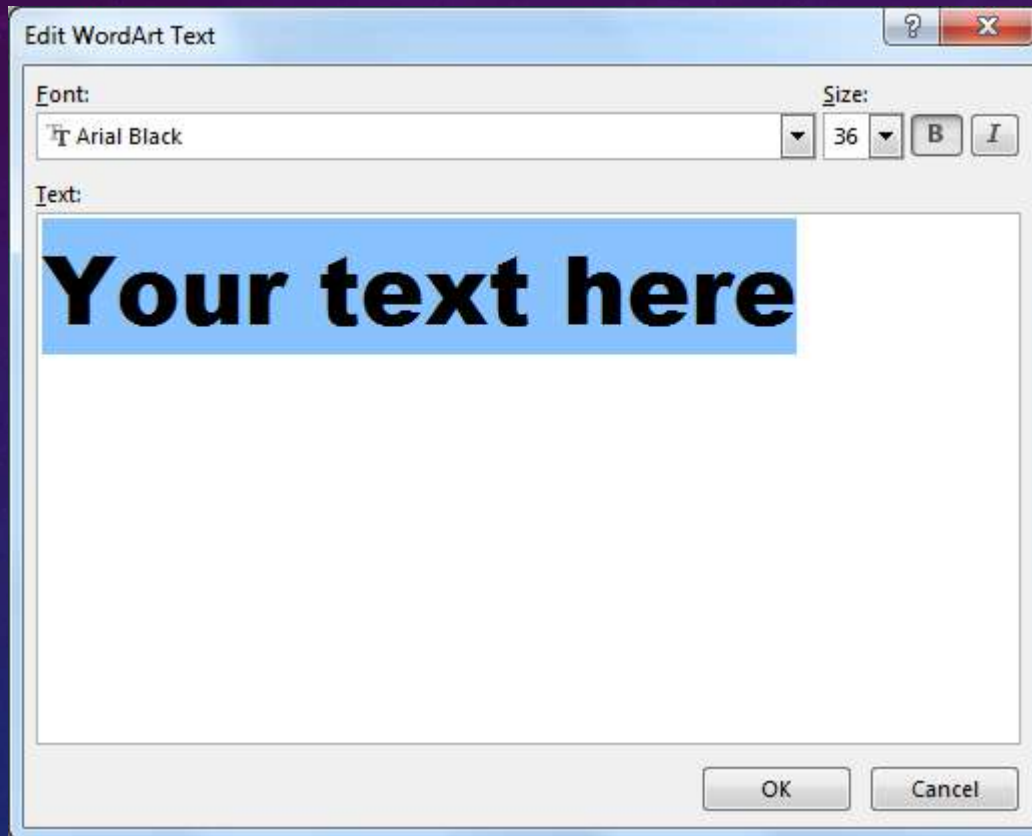 Edit WordArt Text
?
Font: Size:
Arial Black 36 B I
Text:
Your text here
OK Cancel